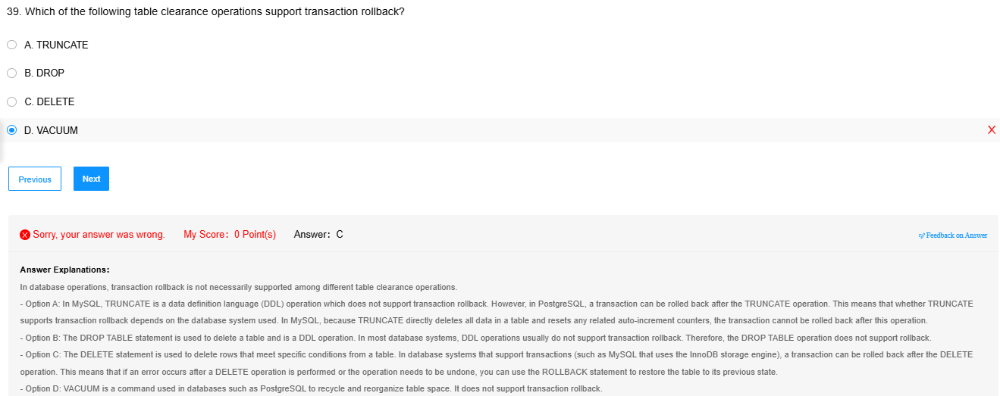 39. Which of the following table clearance operations support transaction rollback?
A. TRUNCATE
B. DROP
C. DELETE
D. VACUUM
X
Previous Next
Sorry, your answer was wrong. My Score: 0 Point(s) Answer: C Feedback on Answer
Answer Explanations:
In database operations, transaction rollback is not necessarily supported among different table clearance operations.
- Option A: In MySQL, TRUNCATE is a data definition language (DDL) operation which does not support transaction rollback. However, in PostgreSQL, a transaction can be rolled back after the TRUNCATE operation. This means that whether TRUNCATE
supports transaction rollback depends on the database system used. In MySQL, because TRUNCATE directly deletes all data in a table and resets any related auto-increment counters, the transaction cannot be rolled back after this operation.
- Option B: The DROP TABLE statement is used to delete a table and is a DDL operation. In most database systems, DDL operations usually do not support transaction rollback. Therefore, the DROP TABLE operation does not support rollback.
- Option C: The DELETE statement is used to delete rows that meet specific conditions from a table. In database systems that support transactions (such as MySQL that uses the InnoDB storage engine), a transaction can be rolled back after the DELETE
operation. This means that if an error occurs after a DELETE operation is performed or the operation needs to be undone, you can use the ROLLBACK statement to restore the table to its previous state.
- Option D: VACUUM is a command used in databases such as PostgreSQL to recycle and reorganize table space. It does not support transaction rollback.